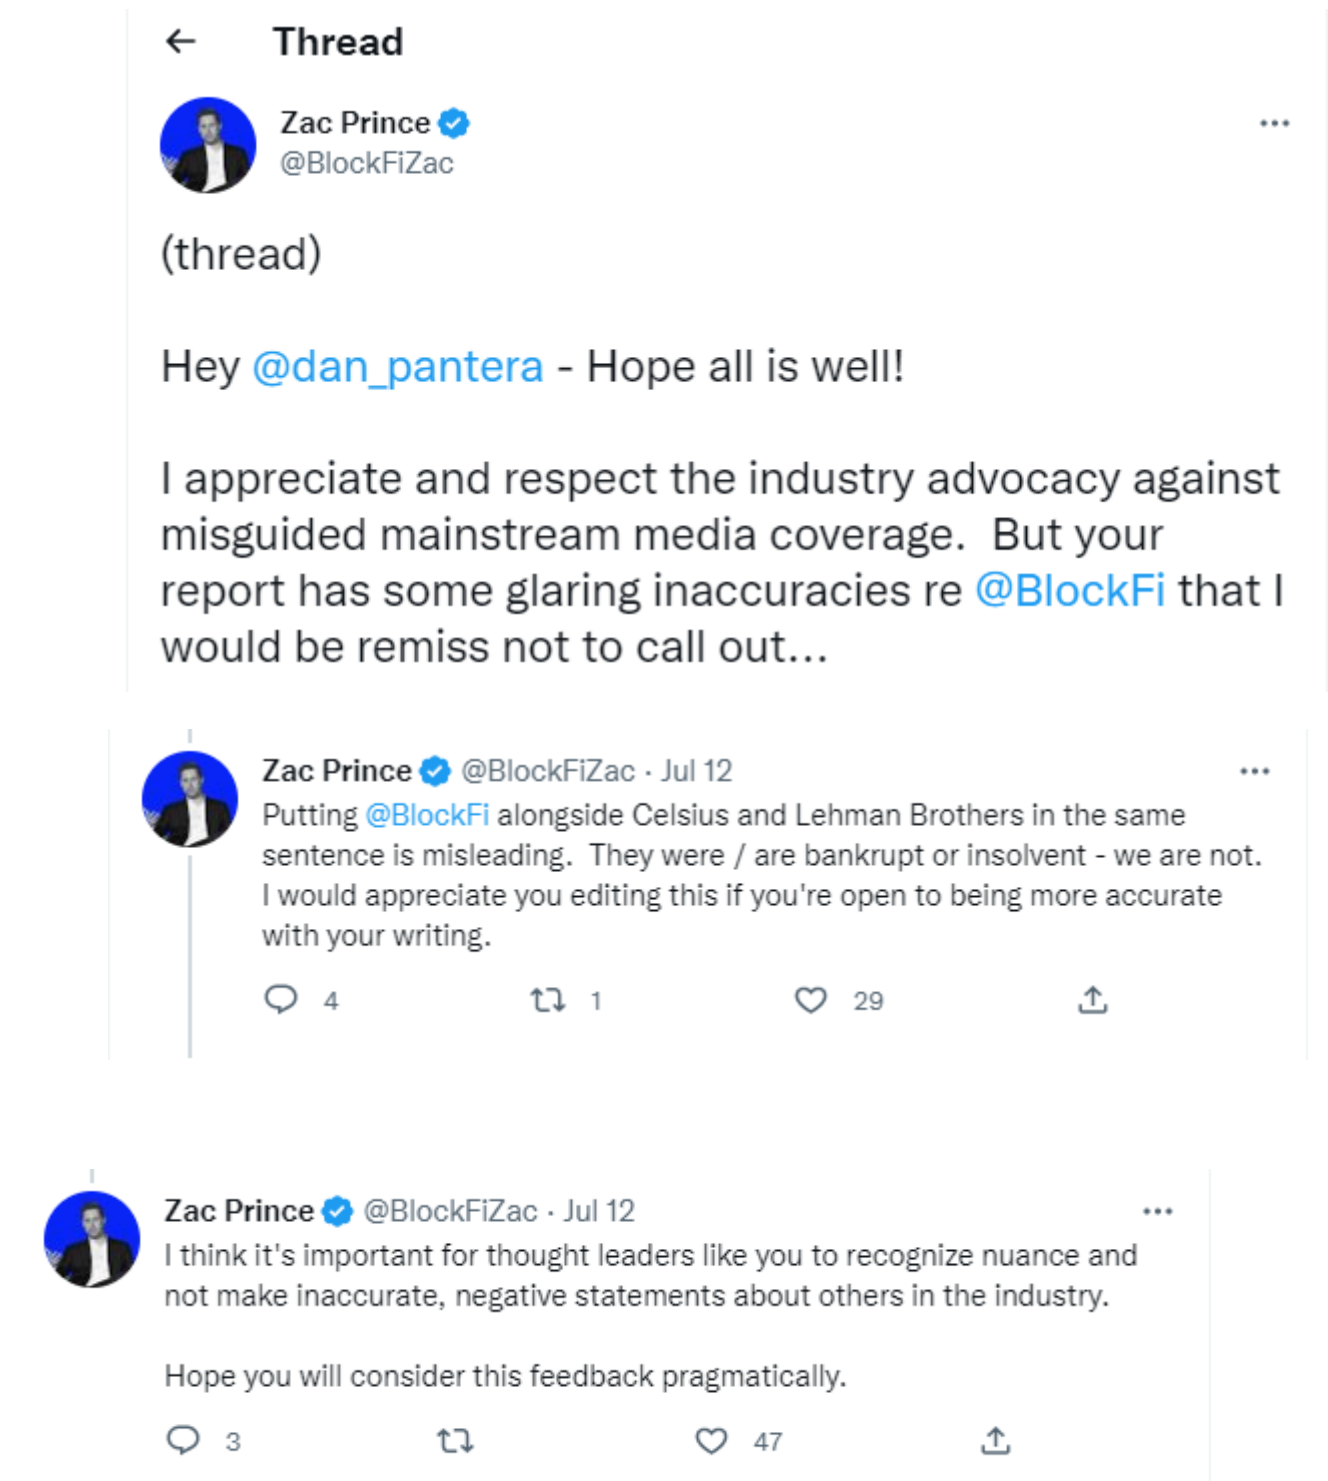 Thread
Zac Prince
@BlockFiZac
(thread)
Hey @dan_pantera - Hope all is well!
I appreciate and respect the industry advocacy against
misguided mainstream media coverage.  But your
report has some glaring inaccuracies re @BlockFi that I
would be remiss not to call out...
Zac Prince @BlockFiZac · Jul 12
Putting @BlockFi alongside Celsius and Lehman Brothers in the same
sentence is misleading.  They were / are bankrupt or insolvent - we are not.
I would appreciate you editing this if you're open to being more accurate
with your writing.
4 1 29
Zac Prince @BlockFiZac · Jul 12
I think it's important for thought leaders like you to recognize nuance and
not make inaccurate, negative statements about others in the industry.
Hope you will consider this feedback pragmatically.
3 47